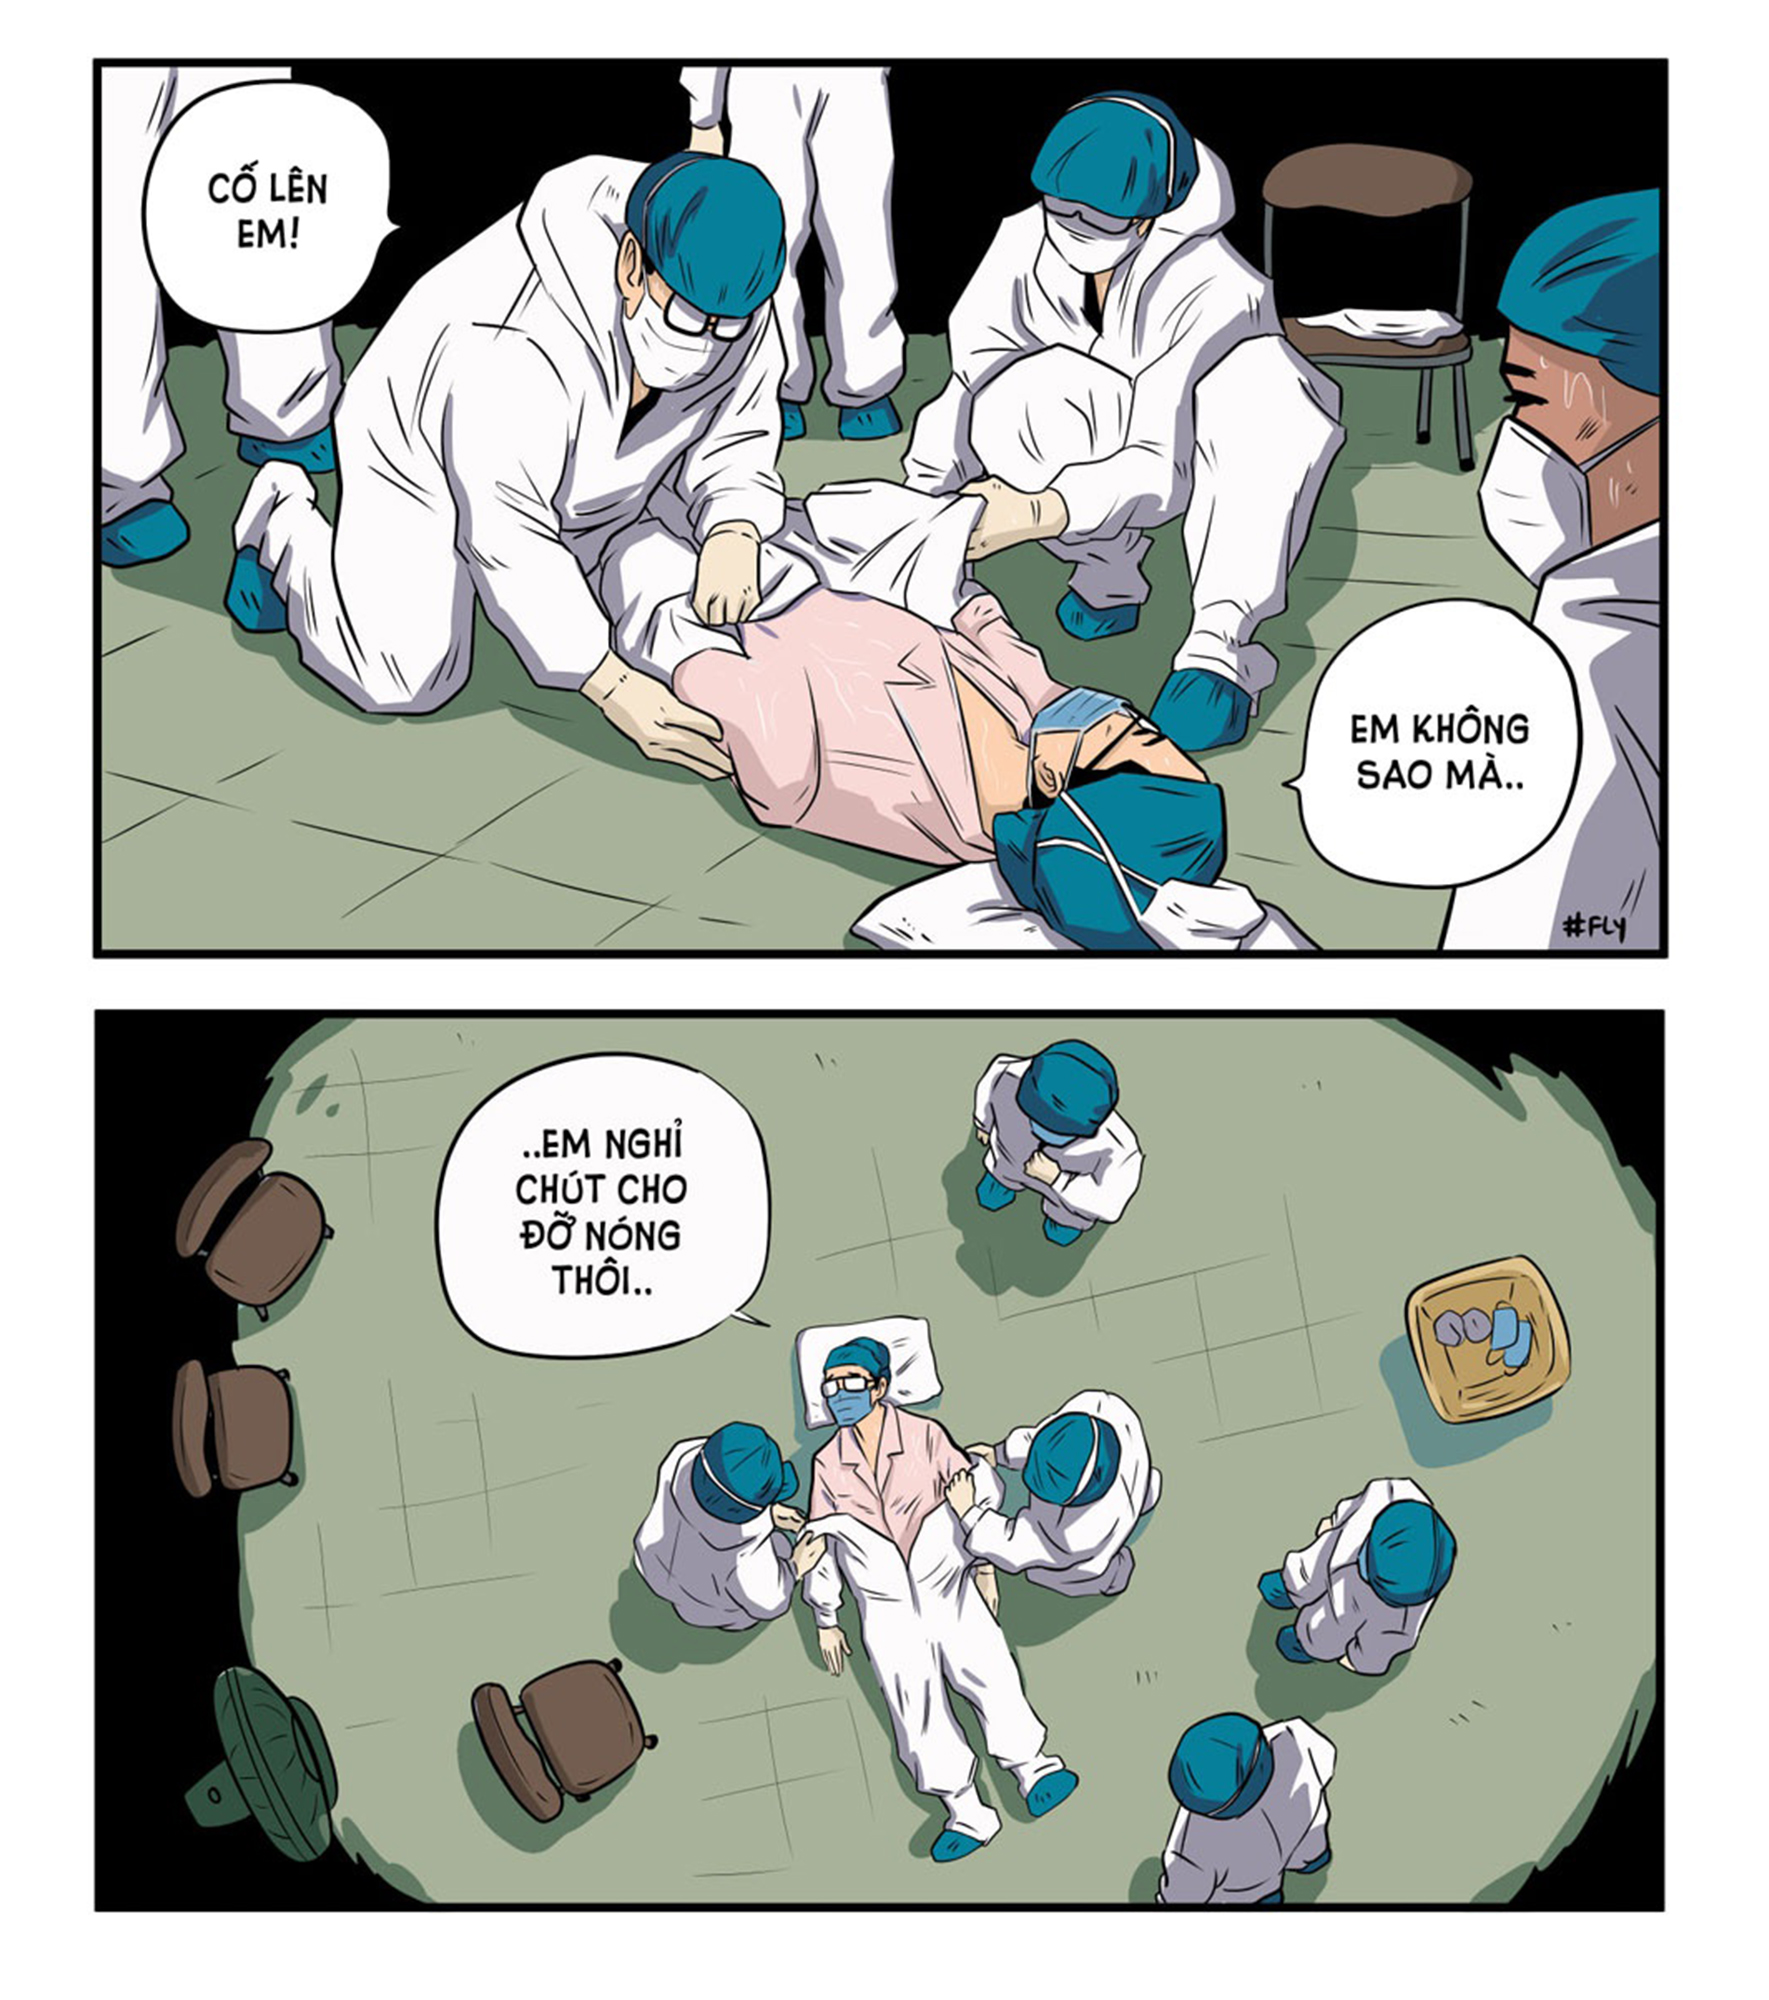 CỐ LÊN
EM!
EM KHÔNG
SAO MÀ..
#FLY
..EM NGHỈ
CHÚT CHO
ĐỠ NÓNG
THÔI..